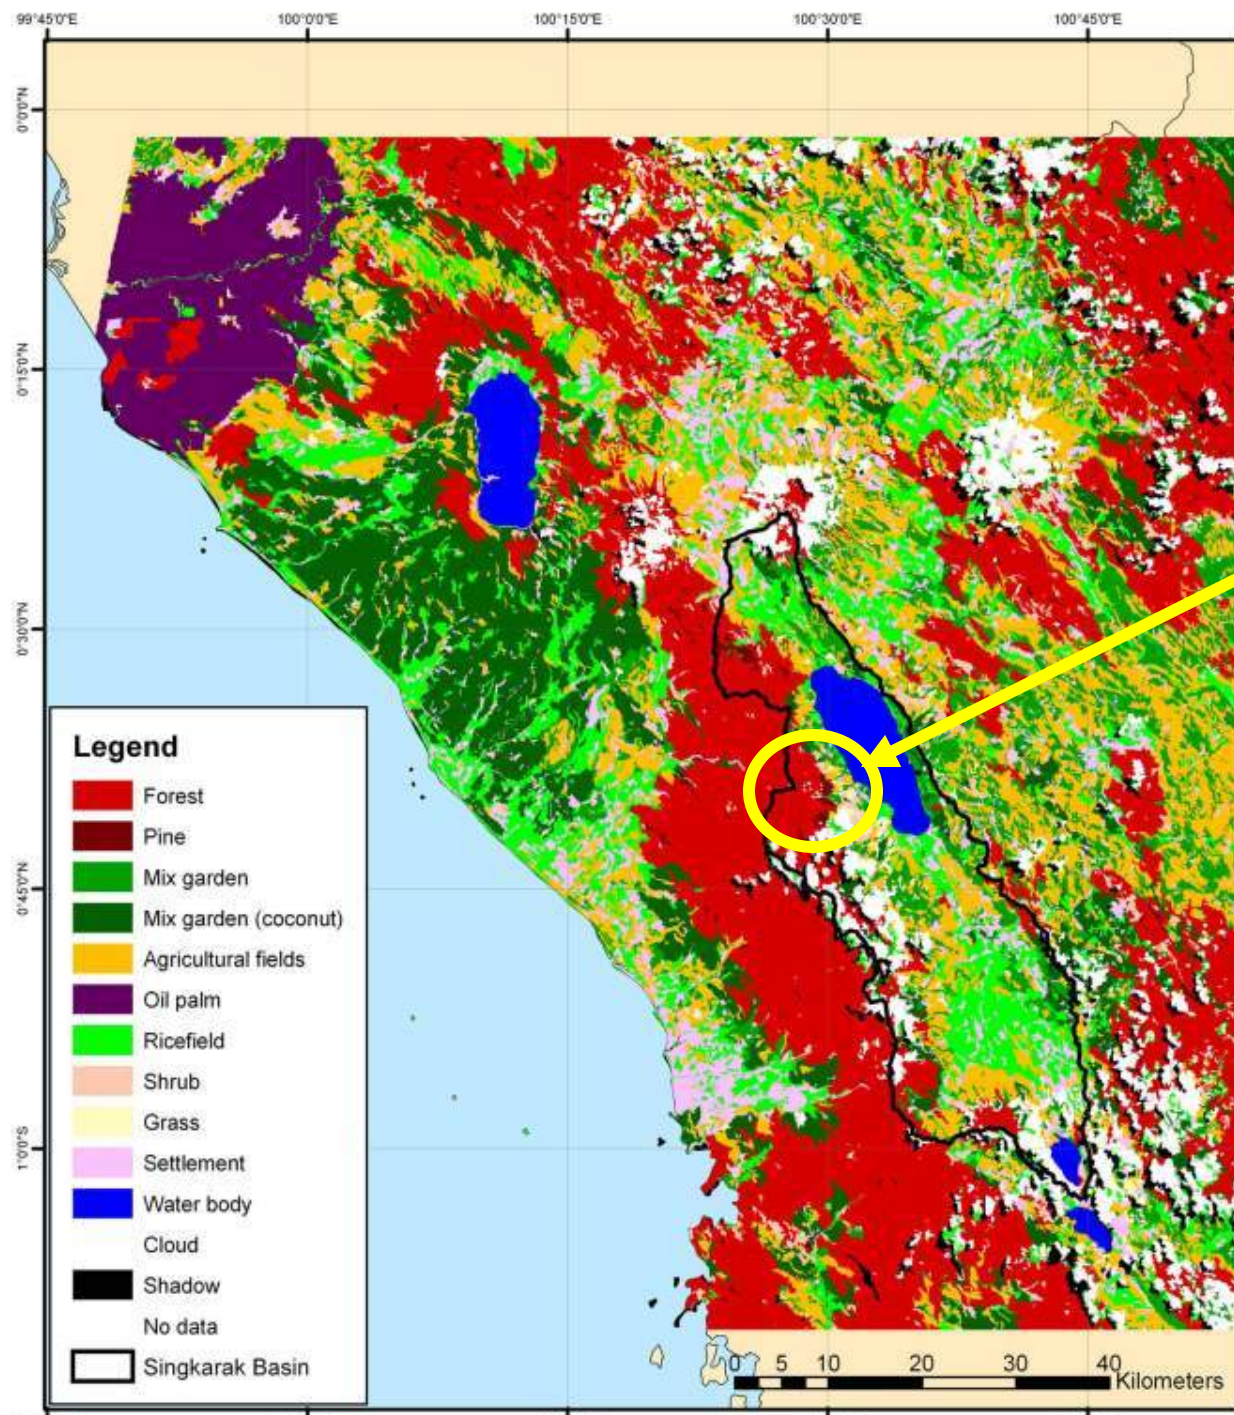 99°45'0"E
100°0'0"E
100°15'0"E
100°30'0"E
100°45'0"E
0°0'0"N
0°15'0"N
0°30'0"N
0°45'0"N
1°0'0"S
Legend
Forest
Pine
Mix garden
Mix garden (coconut)
Agricultural fields
Oil palm
Ricefield
Shrub
Grass
Settlement
Water body
Cloud
Shadow
No data
Singkarak Basin
0 5 10 20 30 40
Kilometers